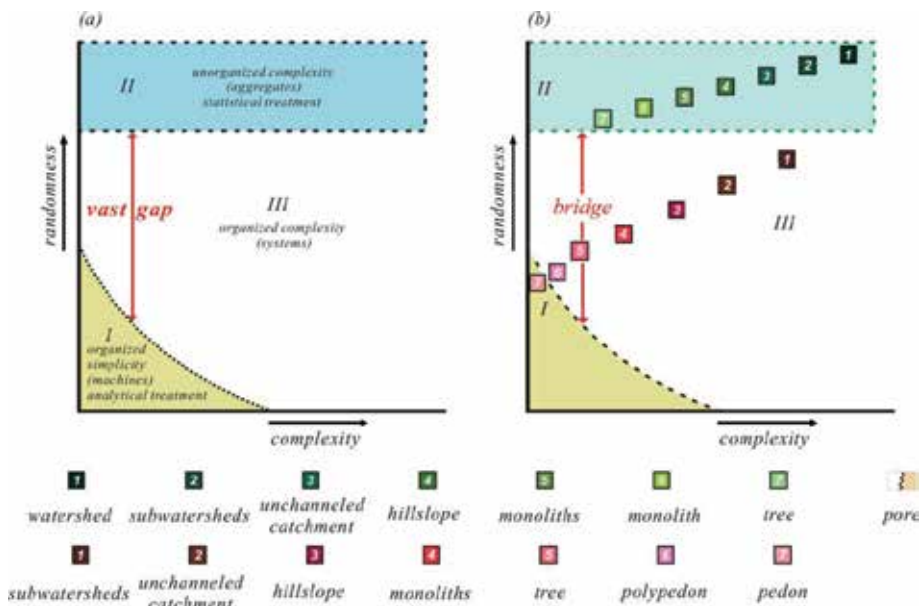 (a)
II
unorganized complexity
(aggregates)
statistical treatment
randomness
vast gap
III
organized complexity
(systems)
I
organized
simplicity
(machines)
analytical treatment
complexity
(b)
II
1
2
3
4
5
6
7
randomness
bridge
1
2
3
4
5
6
7
III
I
complexity
1 2 3 4 5 6 7
watershed subwatersheds unchanneled catchment hillslope monoliths monolith tree pore
1 2 3 4 5 6 7
subwatersheds unchanneled catchment hillslope monoliths tree polypedon pedon